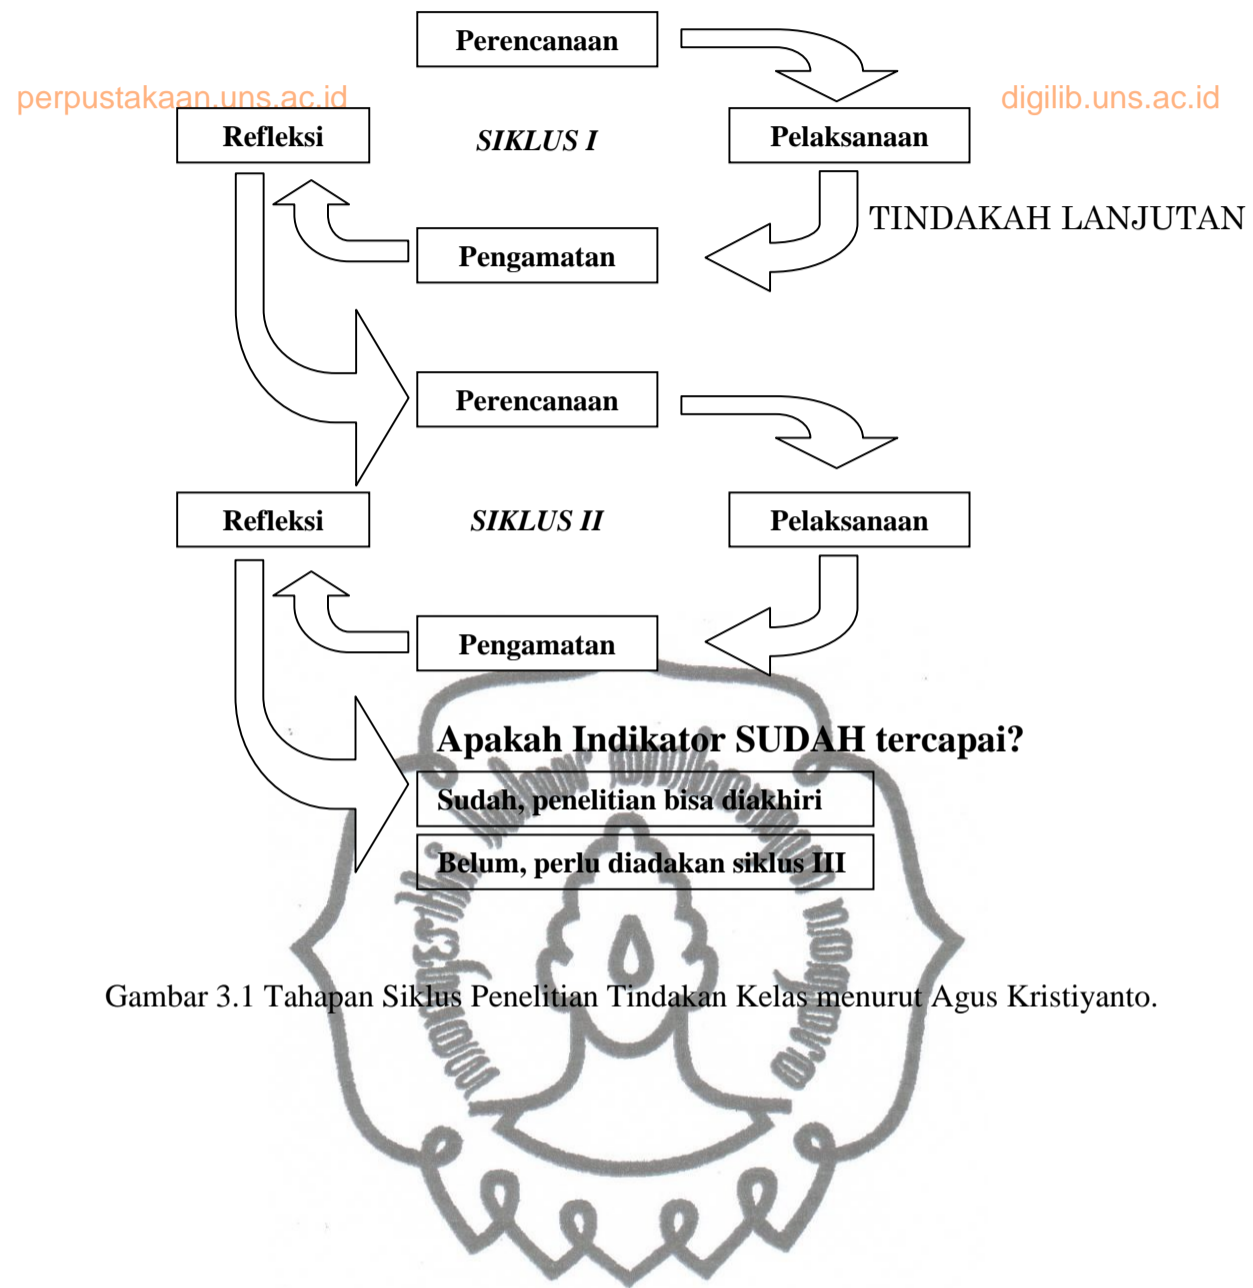 Perencanaan
perpustakaan.uns.ac.id
digilib.uns.ac.id
Refleksi
SIKLUS I
Pelaksanaan
TINDAKAH LANJUTAN
Pengamatan
Perencanaan
Refleksi
SIKLUS II
Pelaksanaan
Pengamatan
Apakah Indikator SUDAH tercapai?
Sudah, penelitian bisa diakhiri
Belum, perlu diadakan siklus III
Gambar 3.1 Tahapan Siklus Penelitian Tindakan Kelas menurut Agus Kristiyanto.